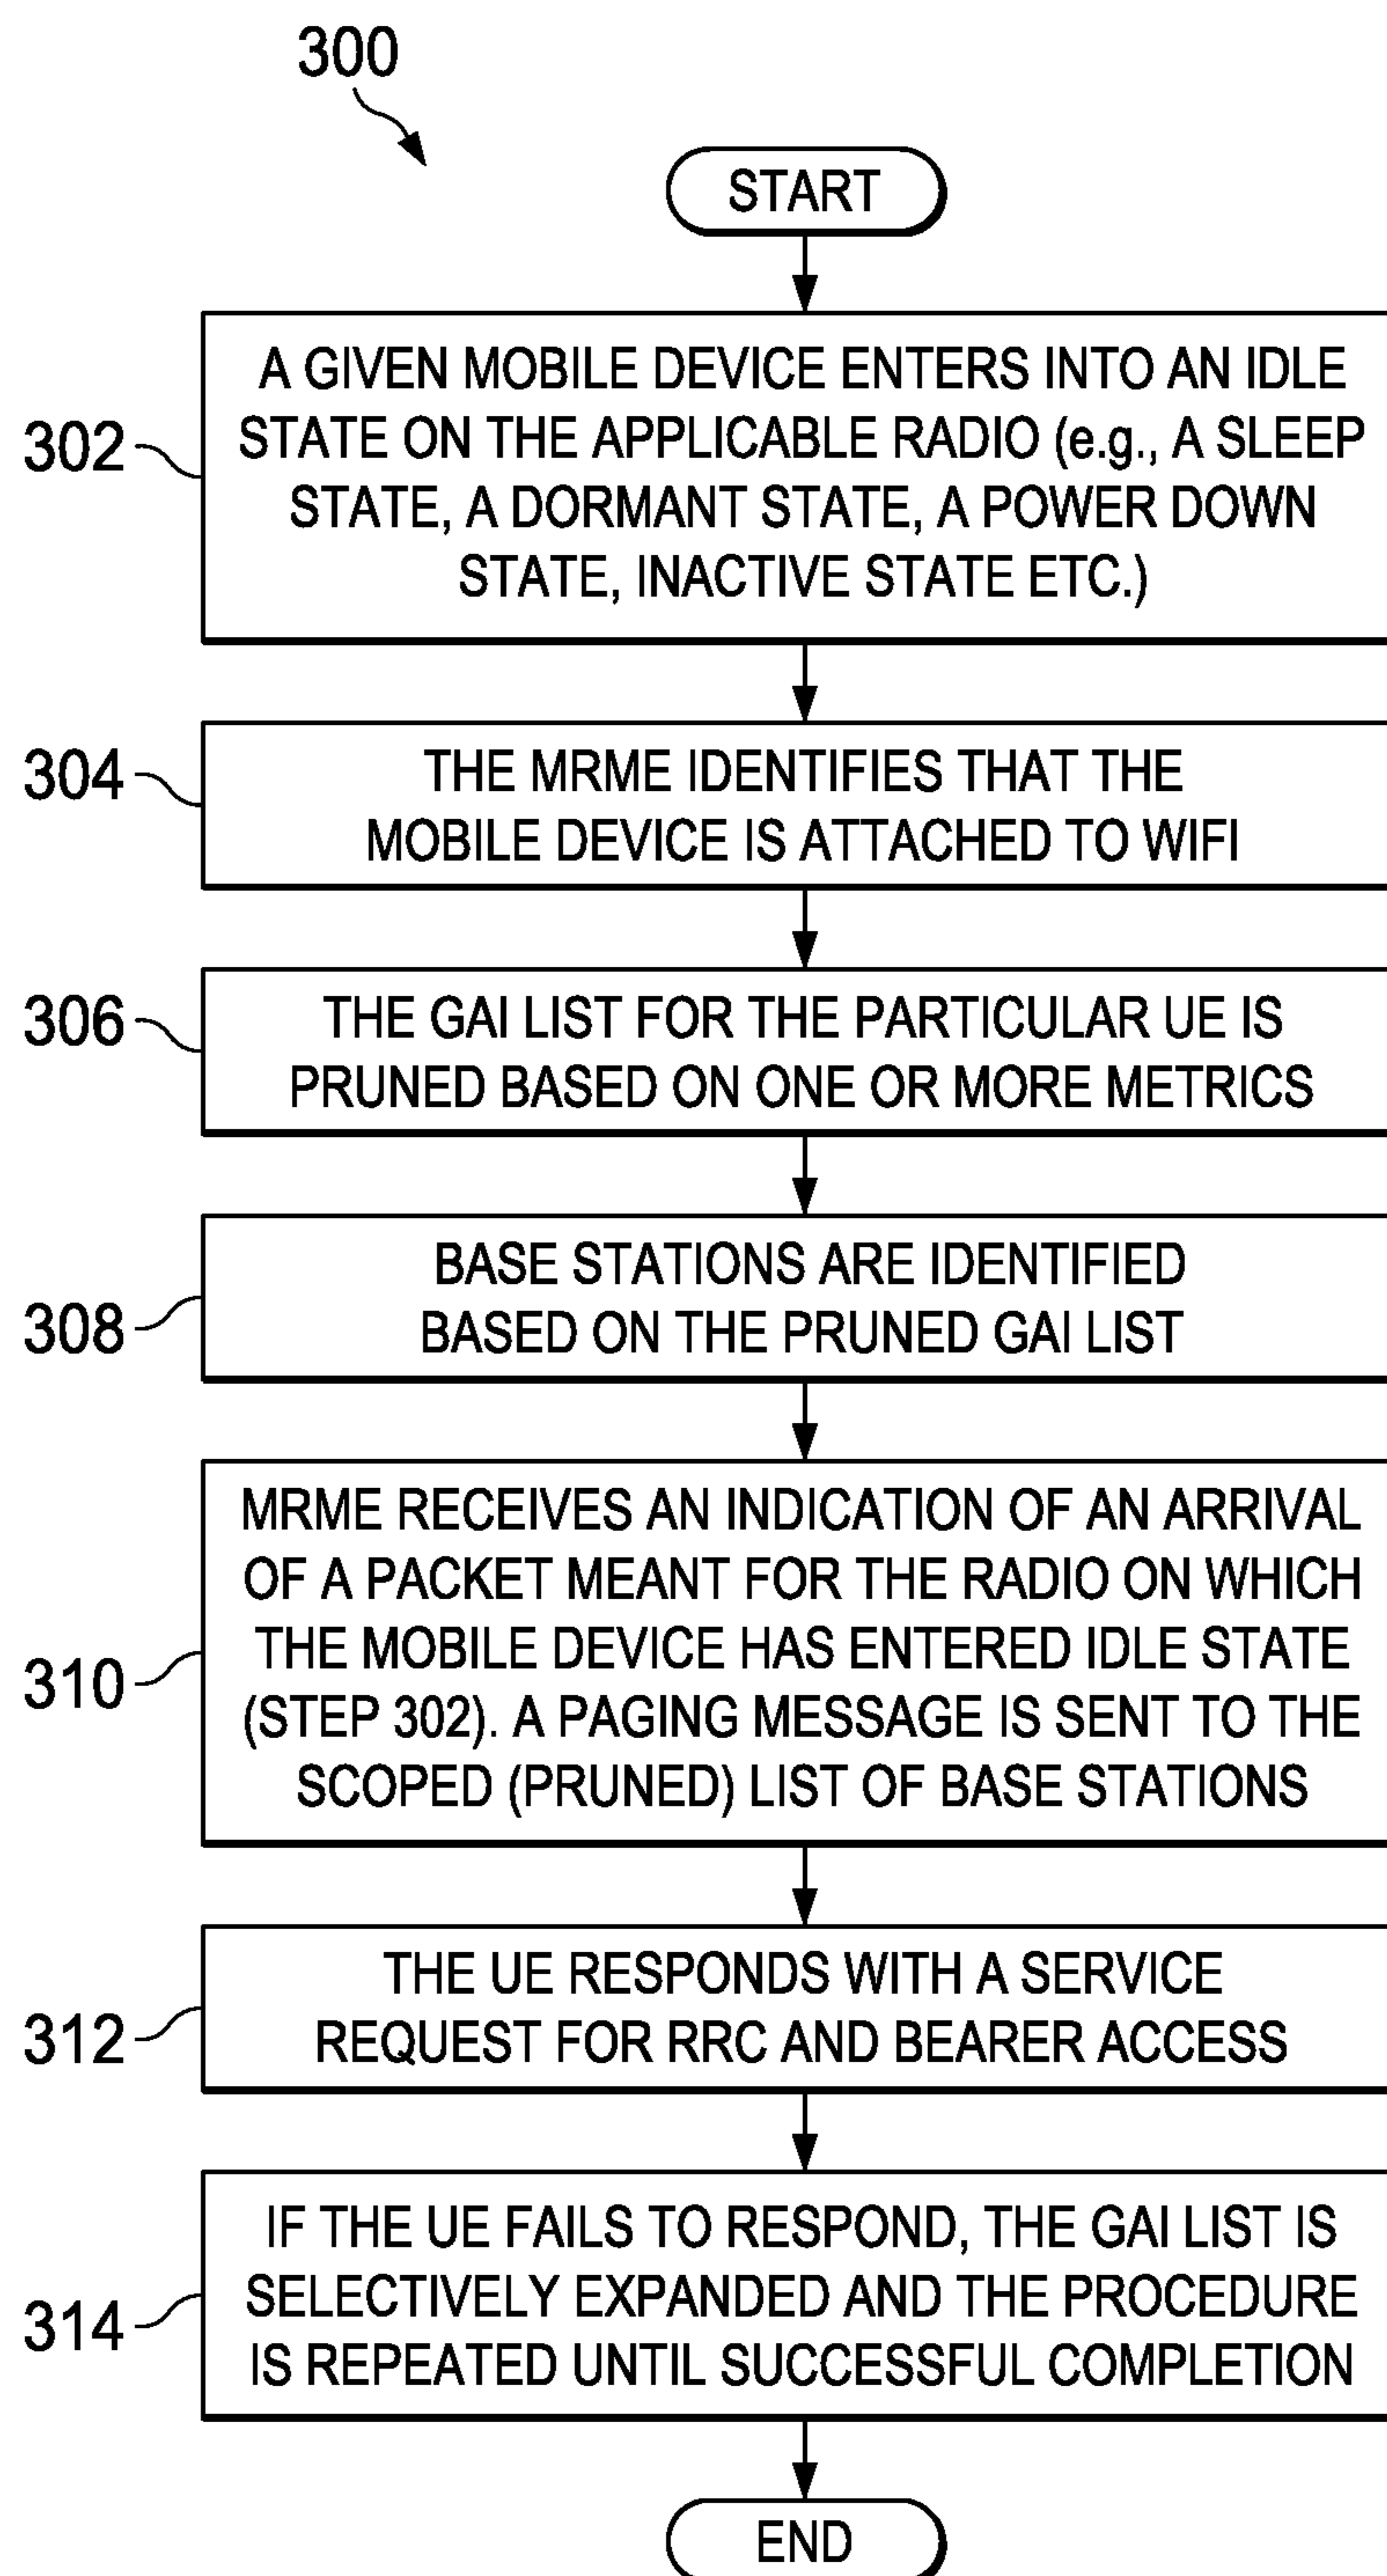 300
START
302
A GIVEN MOBILE DEVICE ENTERS INTO AN IDLE
STATE ON THE APPLICABLE RADIO (e.g., A SLEEP
STATE, A DORMANT STATE, A POWER DOWN
STATE, INACTIVE STATE ETC.)
304
THE MRME IDENTIFIES THAT THE
MOBILE DEVICE IS ATTACHED TO WIFI
306
THE GAI LIST FOR THE PARTICULAR UE IS
PRUNED BASED ON ONE OR MORE METRICS
308
BASE STATIONS ARE IDENTIFIED
BASED ON THE PRUNED GAI LIST
310
MRME RECEIVES AN INDICATION OF AN ARRIVAL
OF A PACKET MEANT FOR THE RADIO ON WHICH
THE MOBILE DEVICE HAS ENTERED IDLE STATE
(STEP 302). A PAGING MESSAGE IS SENT TO THE
SCOPED (PRUNED) LIST OF BASE STATIONS
312
THE UE RESPONDS WITH A SERVICE
REQUEST FOR RRC AND BEARER ACCESS
314
IF THE UE FAILS TO RESPOND, THE GAI LIST IS
SELECTIVELY EXPANDED AND THE PROCEDURE
IS REPEATED UNTIL SUCCESSFUL COMPLETION
END